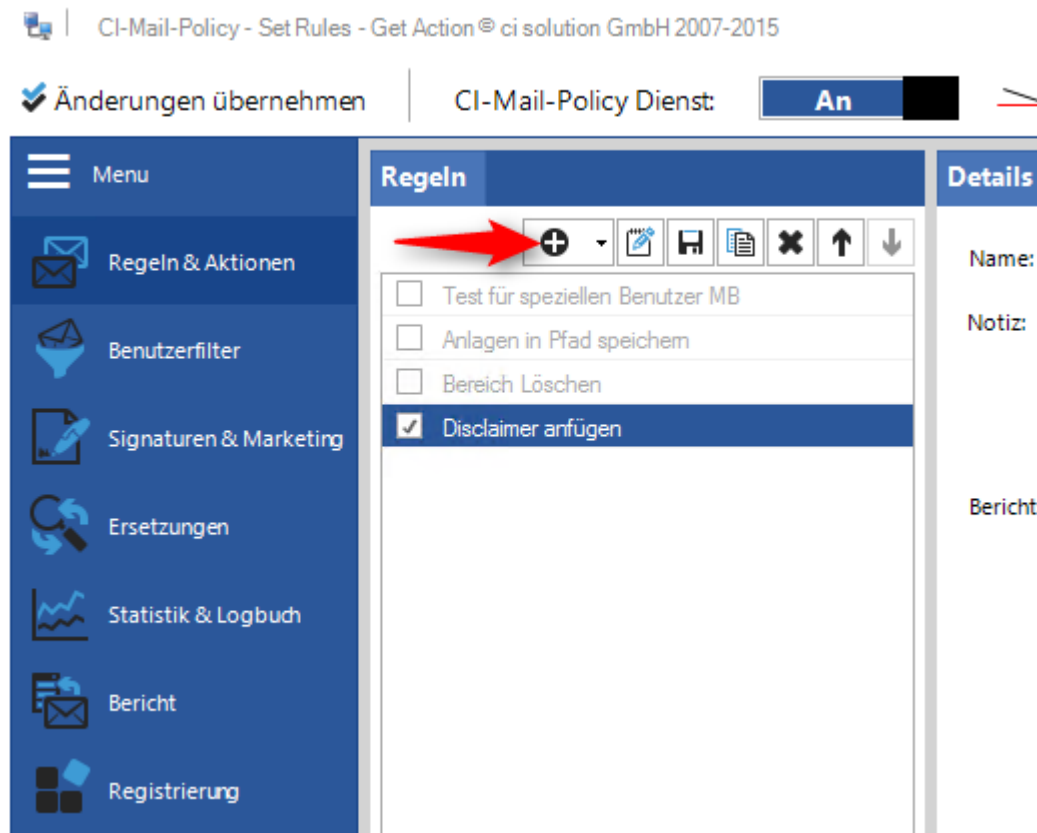 CI-Mail-Policy - Set Rules - Get Action © ci solution GmbH 2007-2015
Änderungen übernehmen
CI-Mail-Policy Dienst:
An
Menu
Regeln & Aktionen
Benutzerfilter
Signaturen & Marketing
Ersetzungen
Statistik & Logbuch
Bericht
Registrierung
Regeln
Test für speziellen Benutzer MB
Anlagen in Pfad speichern
Bereich Löschen
Disclaimer anfügen
Details
Name:
Notiz:
Bericht